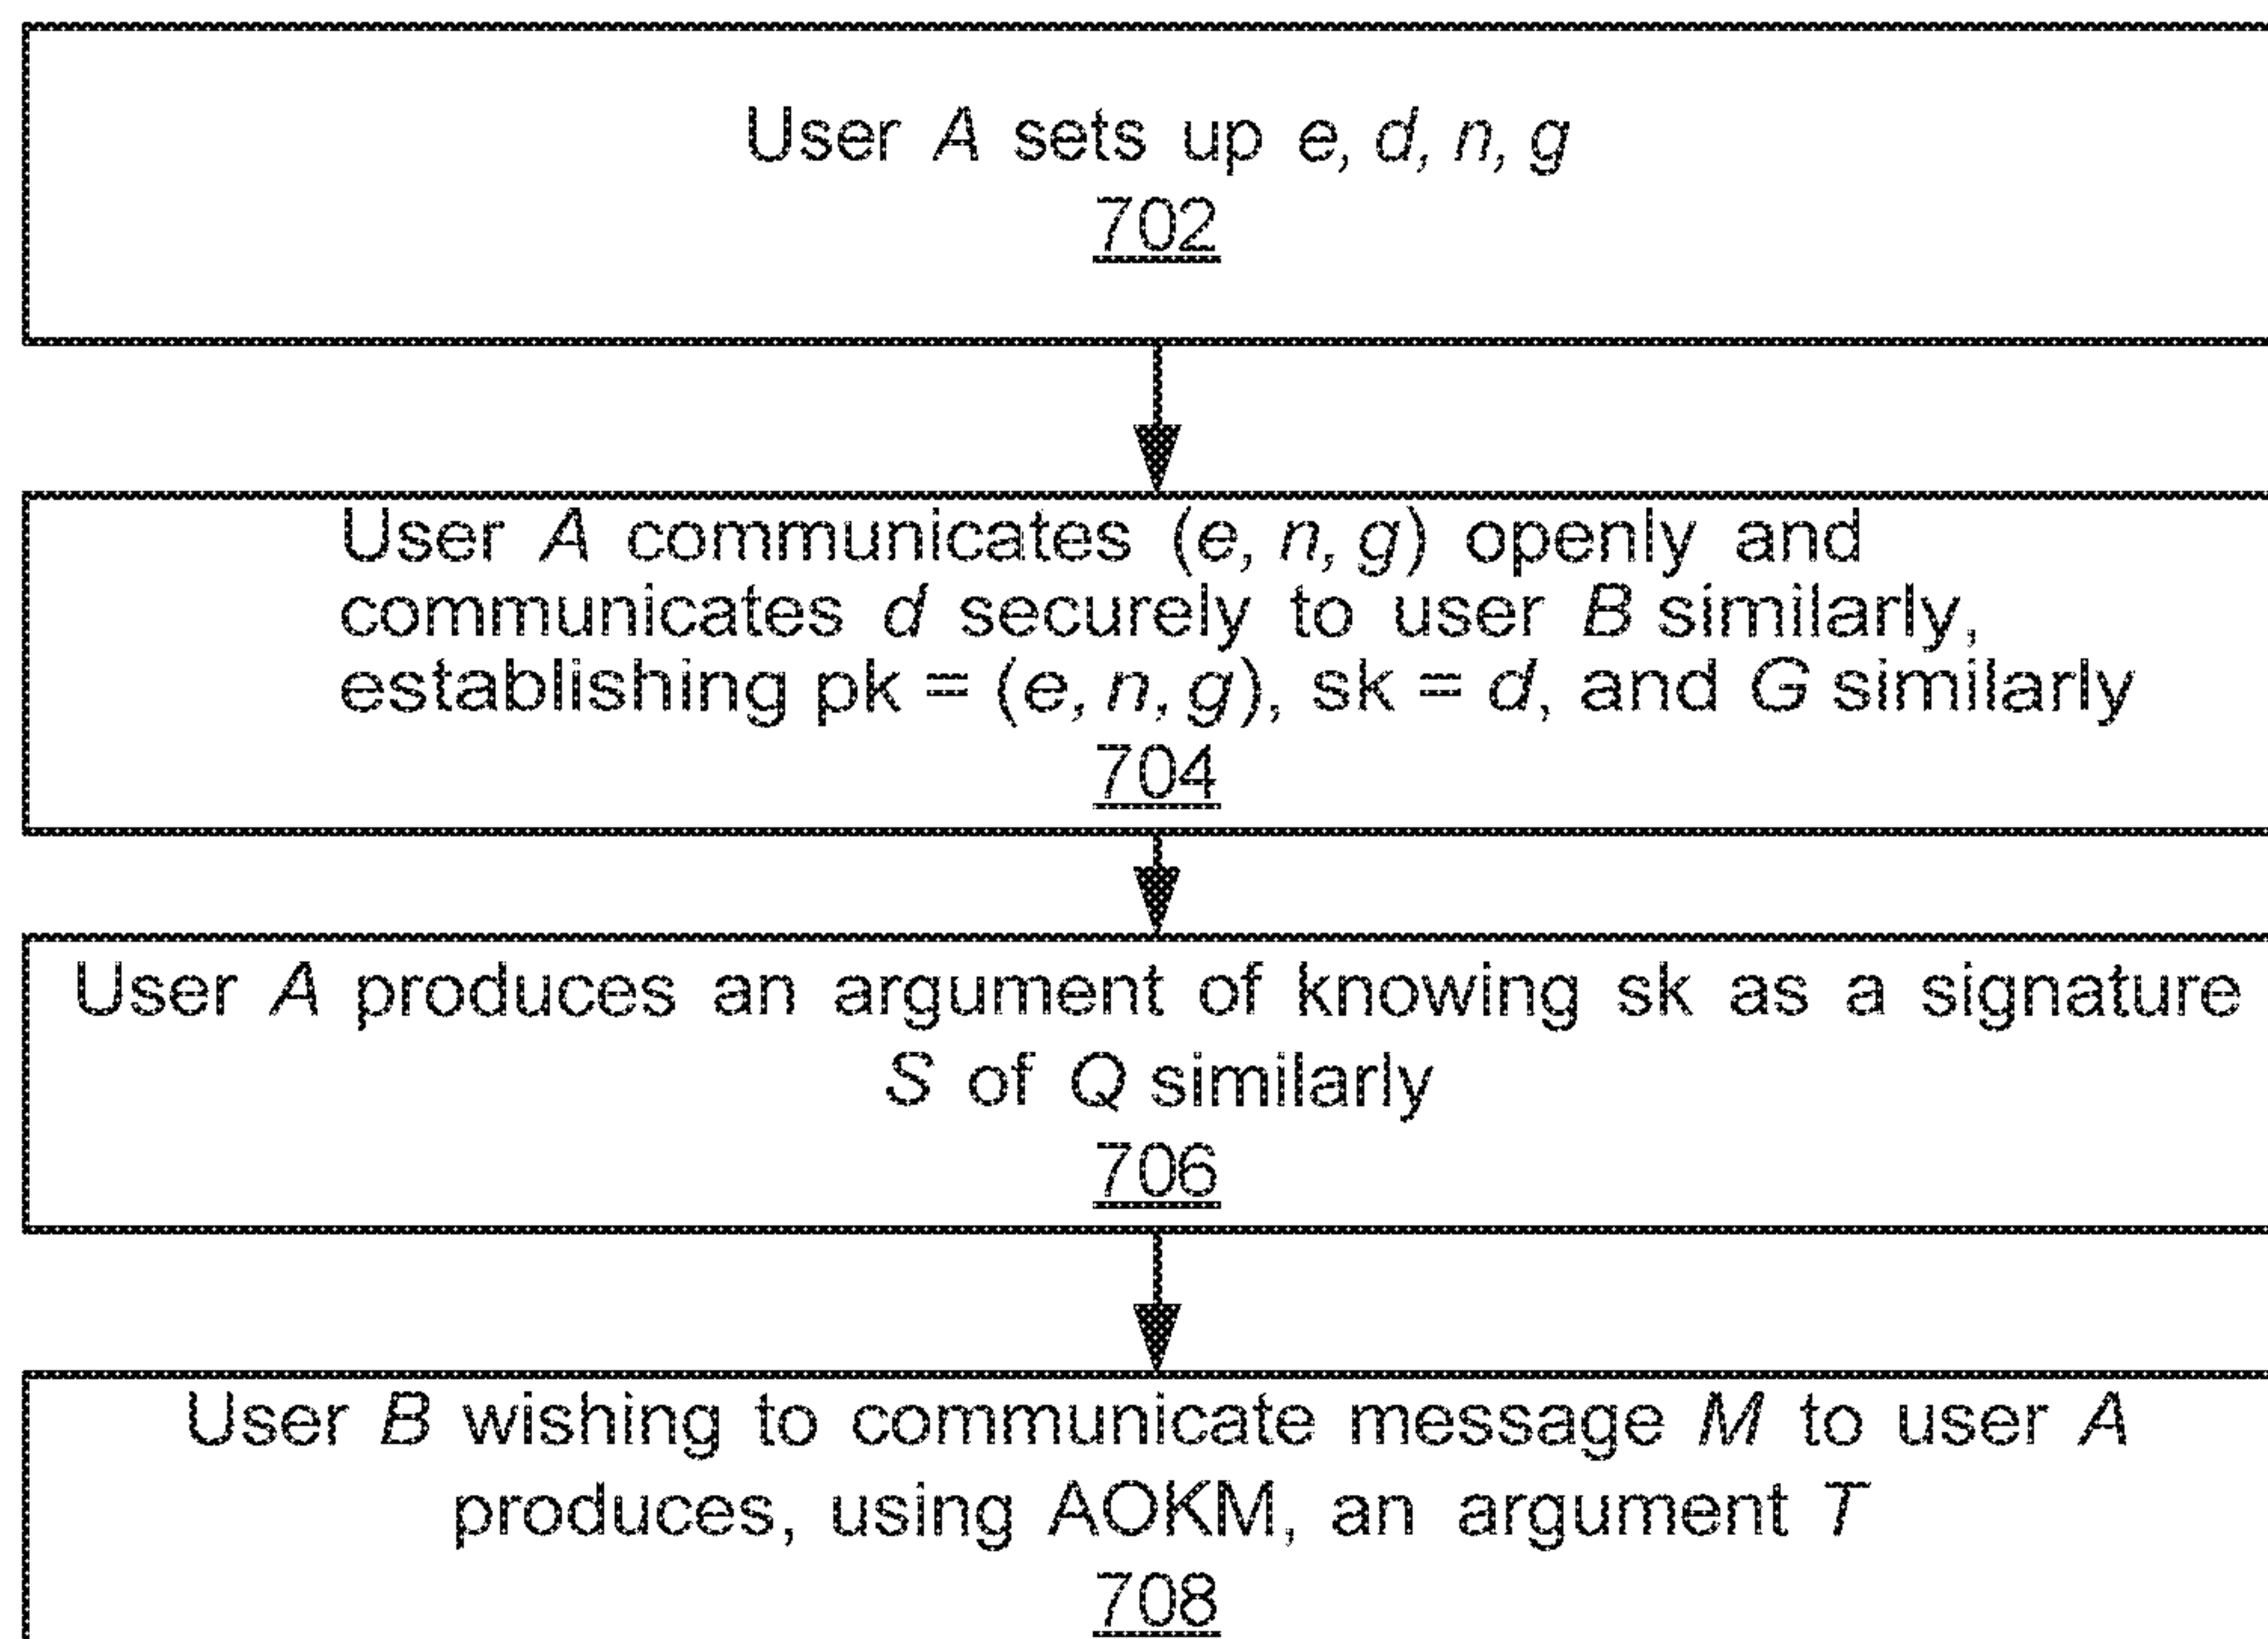 User A sets up e, d, n, g
702
User A communicates (e, n, g) openly and
communicates d securely to user B similarly,
establishing pk = (e, n, g), sk = d, and G similarly
704
User A produces an argument of knowing sk as a signature
S of Q similarly
706
User B wishing to communicate message M to user A
produces, using AOKM, an argument T
708